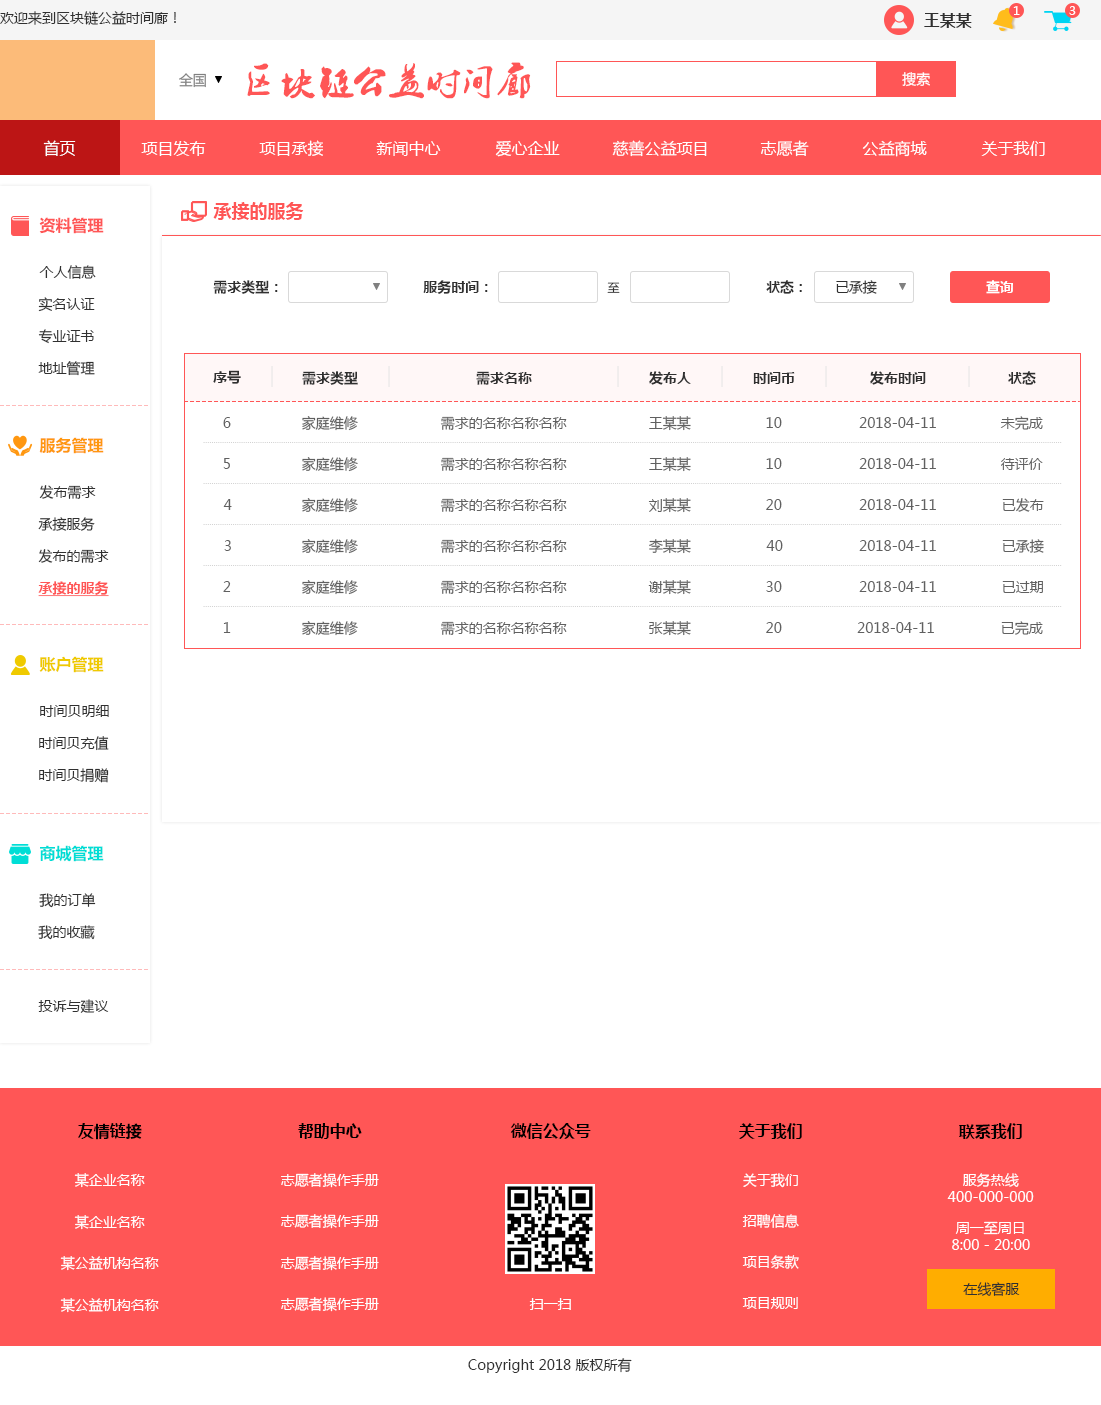 欢迎来到区块链公益时间廊！
王某某
1
3
全国 ▼
区块链公益时间廊
搜索
首页 项目发布 项目承接 新闻中心 爱心企业 慈善公益项目 志愿者 公益商城 关于我们
资料管理
个人信息
实名认证
专业证书
地址管理
服务管理
发布需求
承接服务
发布的需求
承接的服务
账户管理
时间贝明细
时间贝充值
时间贝捐赠
商城管理
我的订单
我的收藏
投诉与建议
承接的服务
需求类型： ▼ 服务时间： 至 状态： 已承接 ▼ 查询
序号 需求类型 需求名称 发布人 时间币 发布时间 状态
6 家庭维修 需求的名称名称名称 王某某 10 2018-04-11 未完成
5 家庭维修 需求的名称名称名称 王某某 10 2018-04-11 待评价
4 家庭维修 需求的名称名称名称 刘某某 20 2018-04-11 已发布
3 家庭维修 需求的名称名称名称 李某某 40 2018-04-11 已承接
2 家庭维修 需求的名称名称名称 谢某某 30 2018-04-11 已过期
1 家庭维修 需求的名称名称名称 张某某 20 2018-04-11 已完成
友情链接
某企业名称
某企业名称
某公益机构名称
某公益机构名称
帮助中心
志愿者操作手册
志愿者操作手册
志愿者操作手册
志愿者操作手册
微信公众号
扫一扫
关于我们
关于我们
招聘信息
项目条款
项目规则
联系我们
服务热线
400-000-000
周一至周日
8:00 - 20:00
在线客服
Copyright 2018 版权所有